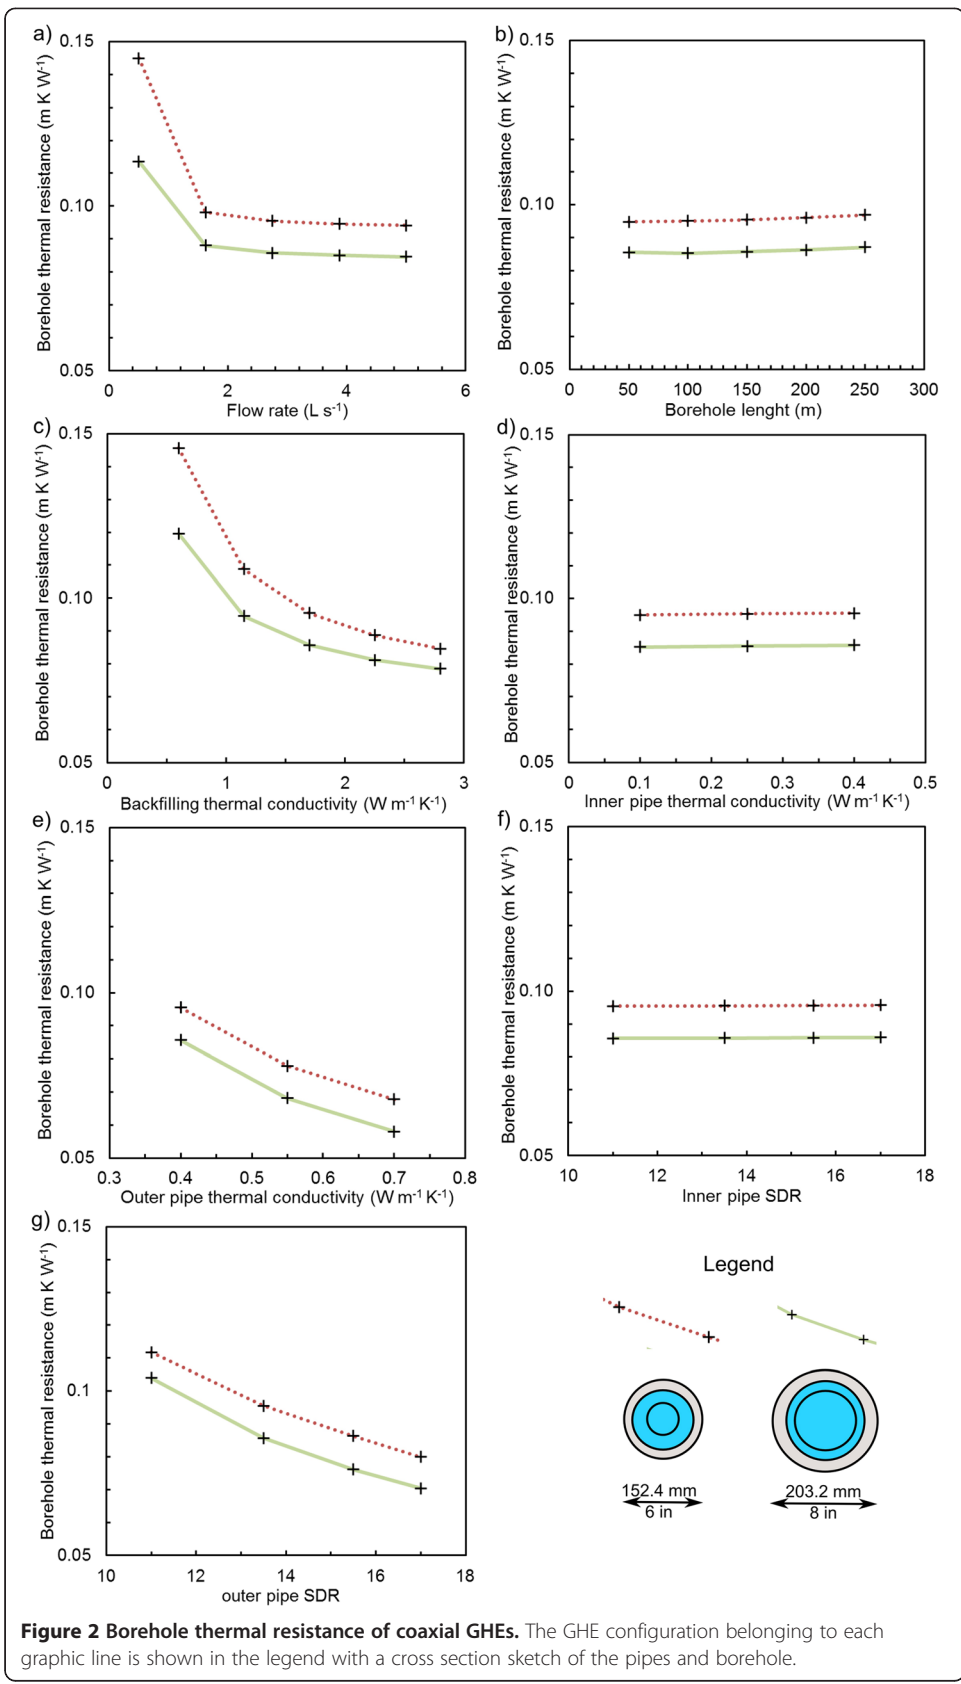 a)
Borehole thermal resistance (m K W-1)
0.15
0.10
0.05
0 2 4 6
Flow rate (L s-1)
b)
Borehole thermal resistance (m K W-1)
0.15
0.10
0.05
0 50 100 150 200 250 300
Borehole lenght (m)
c)
Borehole thermal resistance (m K W-1)
0.15
0.10
0.05
0 1 2 3
Backfilling thermal conductivity (W m-1 K-1)
d)
Borehole thermal resistance (m K W-1)
0.15
0.10
0.05
0 0.1 0.2 0.3 0.4 0.5
Inner pipe thermal conductivity (W m-1 K-1)
e)
Borehole thermal resistance (m K W-1)
0.15
0.10
0.05
0.3 0.4 0.5 0.6 0.7 0.8
Outer pipe thermal conductivity (W m-1 K-1)
f)
Borehole thermal resistance (m K W-1)
0.15
0.10
0.05
10 12 14 16 18
Inner pipe SDR
g)
Borehole thermal resistance (m K W-1)
0.15
0.1
0.05
10 12 14 16 18
outer pipe SDR
Legend
152.4 mm
6 in
203.2 mm
8 in
Figure 2 Borehole thermal resistance of coaxial GHEs. The GHE configuration belonging to each
graphic line is shown in the legend with a cross section sketch of the pipes and borehole.